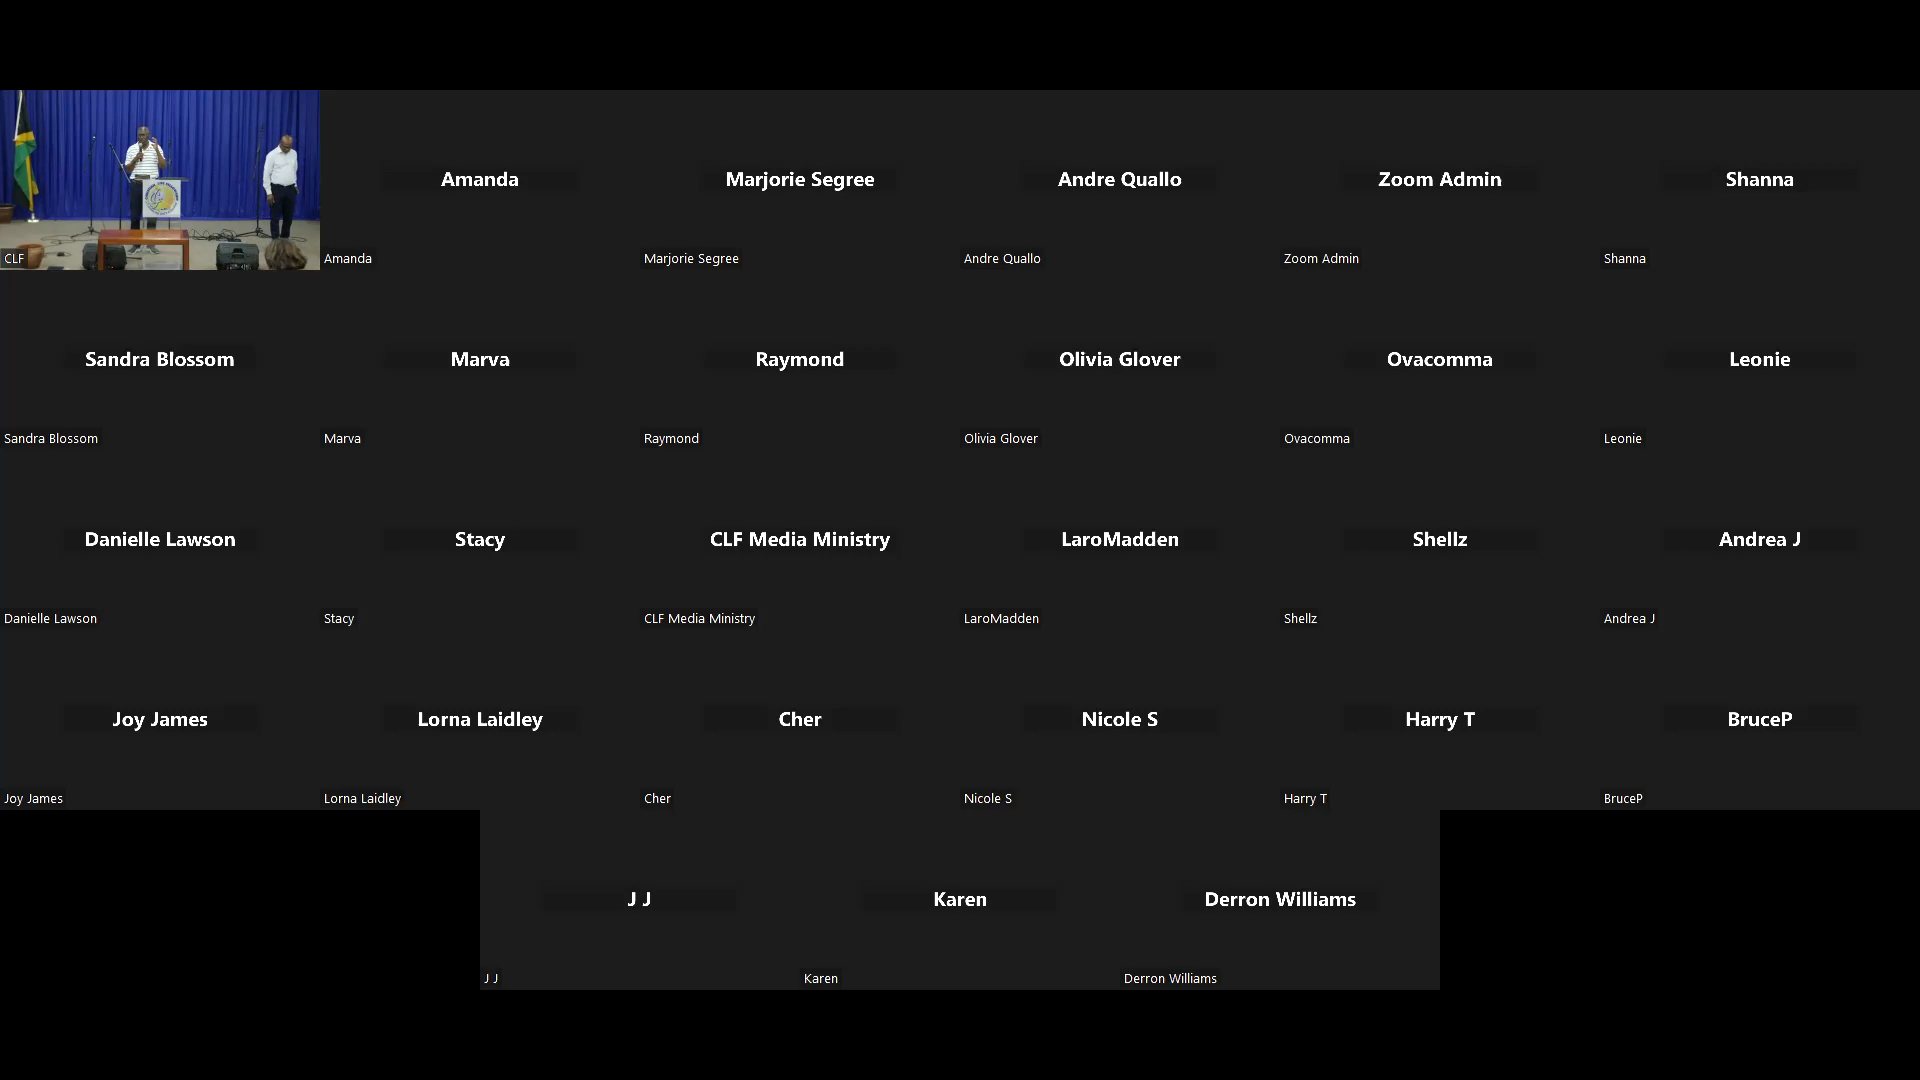 CLF
Amanda
Amanda
Marjorie Segree
Marjorie Segree
Andre Quallo
Andre Quallo
Zoom Admin
Zoom Admin
Shanna
Shanna
Sandra Blossom
Sandra Blossom
Marva
Marva
Raymond
Raymond
Olivia Glover
Olivia Glover
Ovacomma
Ovacomma
Leonie
Leonie
Danielle Lawson
Danielle Lawson
Stacy
Stacy
CLF Media Ministry
CLF Media Ministry
LaroMadden
LaroMadden
Shellz
Shellz
Andrea J
Andrea J
Joy James
Joy James
Lorna Laidley
Lorna Laidley
Cher
Cher
Nicole S
Nicole S
Harry T
Harry T
BruceP
BruceP
J J
J J
Karen
Karen
Derron Williams
Derron Williams